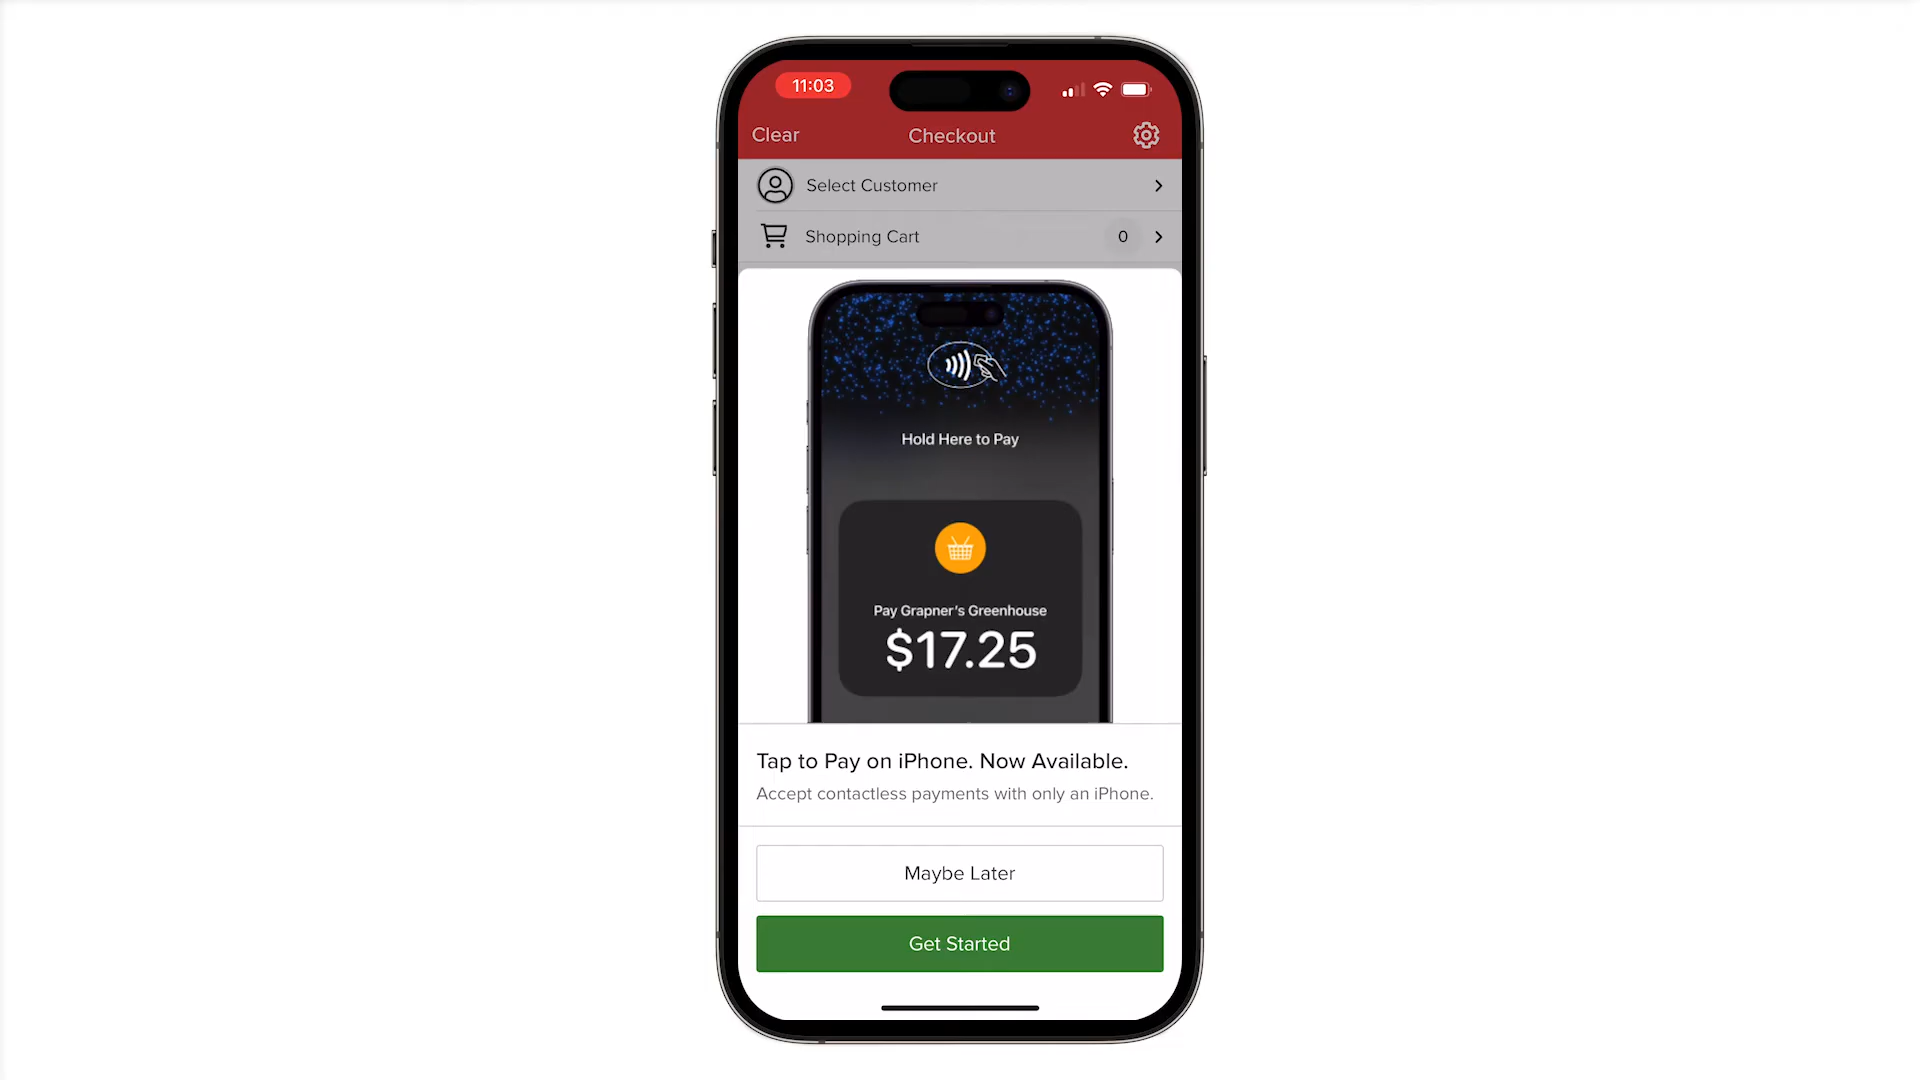 11:03
Clear
Checkout
Select Customer
Shopping Cart
0
Hold Here to Pay
Pay Grapner's Greenhouse
$17.25
Tap to Pay on iPhone. Now Available.
Accept contactless payments with only an iPhone.
Maybe Later
Get Started